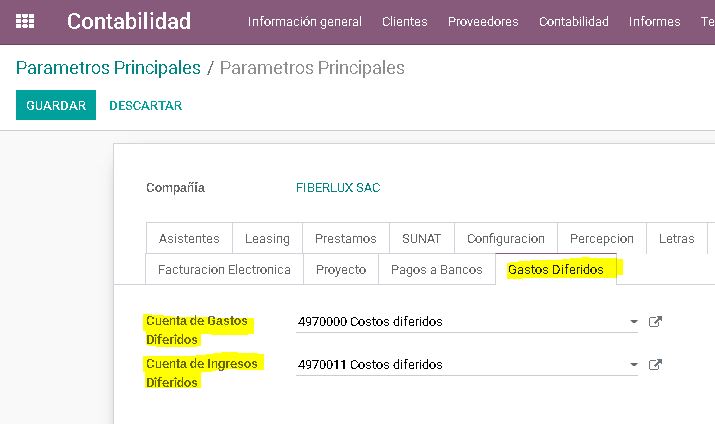 Contabilidad Información general Clientes Proveedores Contabilidad Informes Te
Parametros Principales / Parametros Principales
GUARDAR DESCARTAR
Compañía FIBERLUX SAC
Asistentes Leasing Prestamos SUNAT Configuracion Percepcion Letras
Facturacion Electronica Proyecto Pagos a Bancos Gastos Diferidos
Cuenta de Gastos Diferidos 4970000 Costos diferidos
Cuenta de Ingresos Diferidos 4970011 Costos diferidos